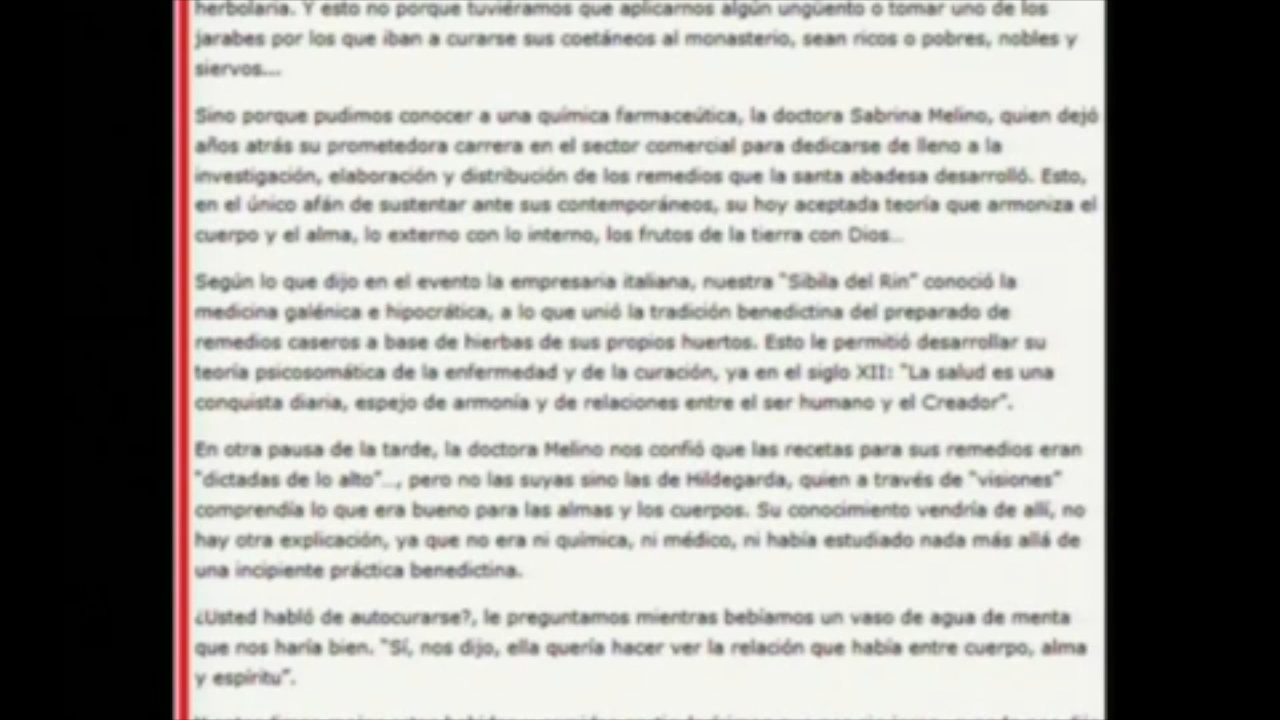 herbolaria. Y esto no porque tuviéramos que aplicarnos algún ungüento o tomar uno de los
jarabes por los que iban a curarse sus coetáneos al monasterio, sean ricos o pobres, nobles y
siervos...
Sino porque pudimos conocer a una química farmaceútica, la doctora Sabrina Melino, quien dejó
años atrás su prometedora carrera en el sector comercial para dedicarse de lleno a la
investigación, elaboración y distribución de los remedios que la santa abadesa desarrolló. Esto,
en el único afán de sustentar ante sus contemporáneos, su hoy aceptada teoría que armoniza el
cuerpo y el alma, lo externo con lo interno, los frutos de la tierra con Dios...
Según lo que dijo en el evento la empresaria italiana, nuestra "Sibila del Rin" conoció la
medicina galénica e hipocrática, a lo que unió la tradición benedictina del preparado de
remedios caseros a base de hierbas de sus propios huertos. Esto le permitió desarrollar su
teoría psicosomática de la enfermedad y de la curación, ya en el siglo XII: "La salud es una
conquista diaria, espejo de armonía y de relaciones entre el ser humano y el Creador".
En otra pausa de la tarde, la doctora Melino nos confió que las recetas para sus remedios eran
"dictadas de lo alto"..., pero no las suyas sino las de Hildegarda, quien a través de "visiones"
comprendía lo que era bueno para las almas y los cuerpos. Su conocimiento vendría de allí, no
hay otra explicación, ya que no era ni química, ni médico, ni había estudiado nada más allá de
una incipiente práctica benedictina.
¿Usted habló de autocurarse?, le preguntamos mientras bebíamos un vaso de agua de menta
que nos haría bien. "Sí, nos dijo, ella quería hacer ver la relación que había entre cuerpo, alma
y espíritu".